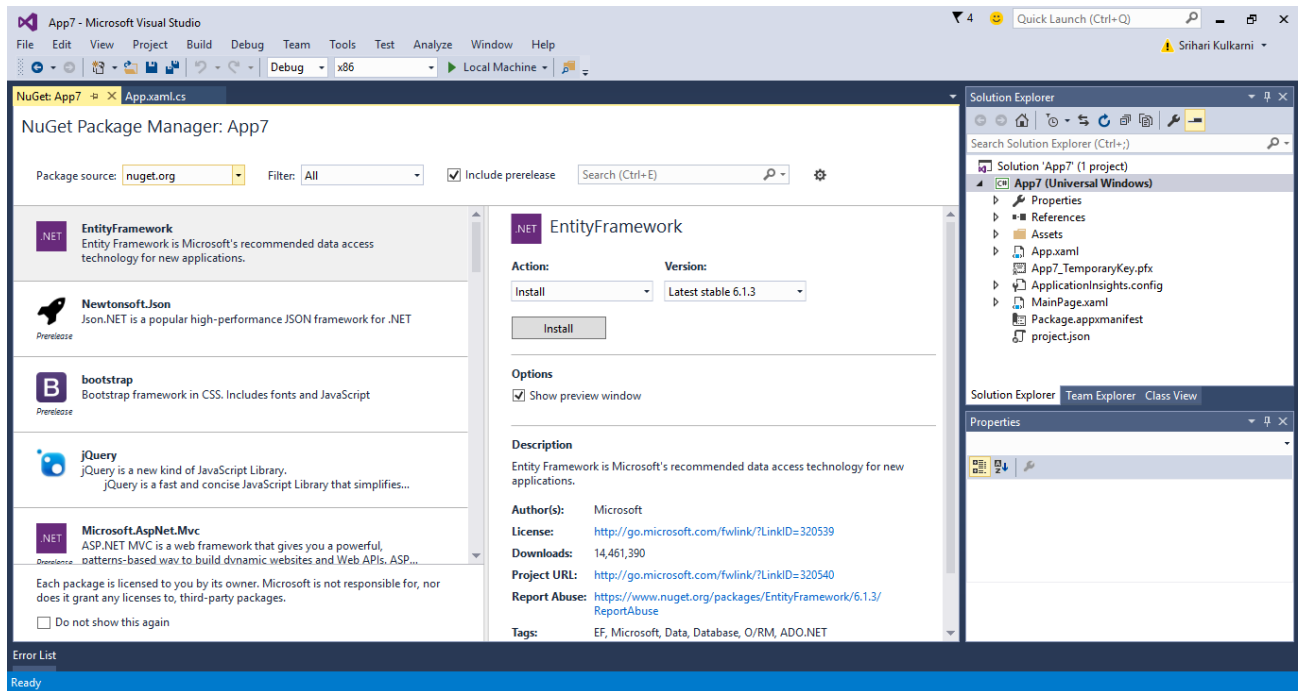 App7 - Microsoft Visual Studio
4
Quick Launch (Ctrl+Q)
File Edit View Project Build Debug Team Tools Test Analyze Window Help
Srihari Kulkarni
Debug x86 Local Machine
NuGet: App7 App.xaml.cs
NuGet Package Manager: App7
Package source: nuget.org Filter: All Include prerelease Search (Ctrl+E)
.NET
EntityFramework
Entity Framework is Microsoft's recommended data access
technology for new applications.
Newtonsoft.Json
Json.NET is a popular high-performance JSON framework for .NET
Prerelease
B
bootstrap
Bootstrap framework in CSS. Includes fonts and JavaScript
Prerelease
jQuery
jQuery is a new kind of JavaScript Library.
jQuery is a fast and concise JavaScript Library that simplifies...
.NET
Microsoft.AspNet.Mvc
ASP.NET MVC is a web framework that gives you a powerful,
Prerelease patterns-based way to build dynamic websites and Web APIs. ASP...
Each package is licensed to you by its owner. Microsoft is not responsible for, nor
does it grant any licenses to, third-party packages.
Do not show this again
.NET EntityFramework
Action: Version:
Install Latest stable 6.1.3
Install
Options
Show preview window
Description
Entity Framework is Microsoft's recommended data access technology for new
applications.
Author(s): Microsoft
License: http://go.microsoft.com/fwlink/?LinkID=320539
Downloads: 14,461,390
Project URL: http://go.microsoft.com/fwlink/?LinkID=320540
Report Abuse: https://www.nuget.org/packages/EntityFramework/6.1.3/
ReportAbuse
Tags: EF, Microsoft, Data, Database, O/RM, ADO.NET
Solution Explorer
Search Solution Explorer (Ctrl+;)
Solution 'App7' (1 project)
C# App7 (Universal Windows)
Properties
References
Assets
App.xaml
App7_TemporaryKey.pfx
ApplicationInsights.config
MainPage.xaml
Package.appxmanifest
project.json
Solution Explorer Team Explorer Class View
Properties
Error List
Ready